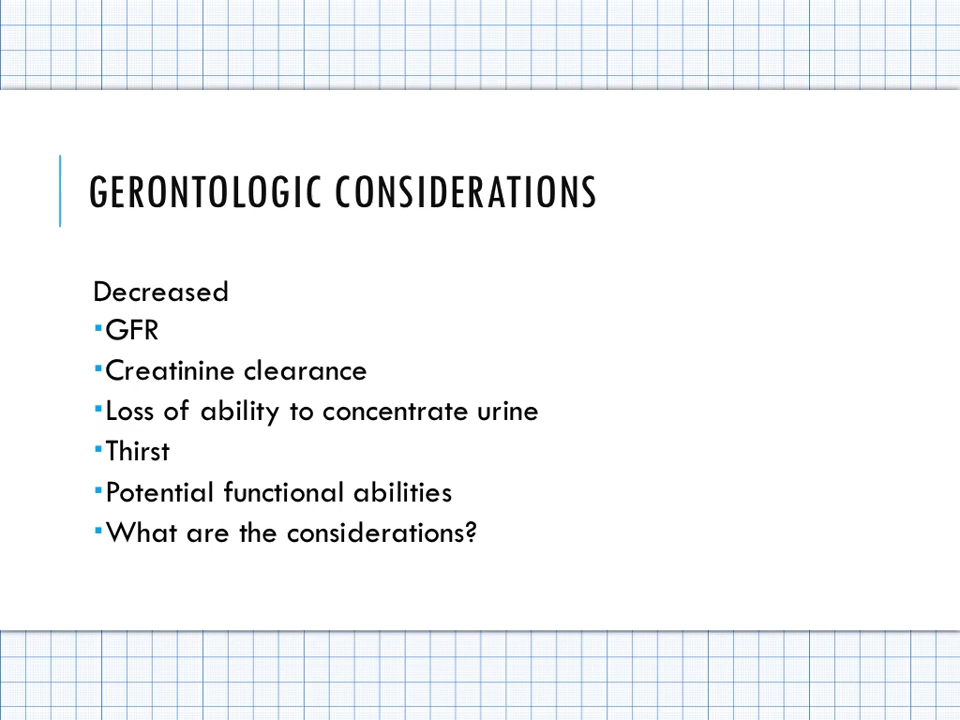 GERONTOLOGIC CONSIDERATIONS
Decreased
▪GFR
▪Creatinine clearance
▪Loss of ability to concentrate urine
▪Thirst
▪Potential functional abilities
▪What are the considerations?